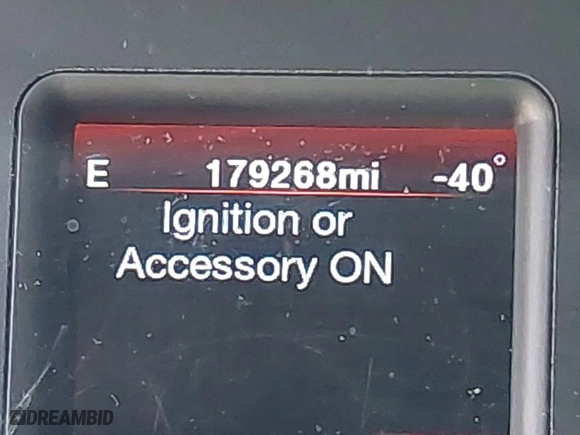 E 179268mi -40°
Ignition or
Accessory ON
DREAMBID